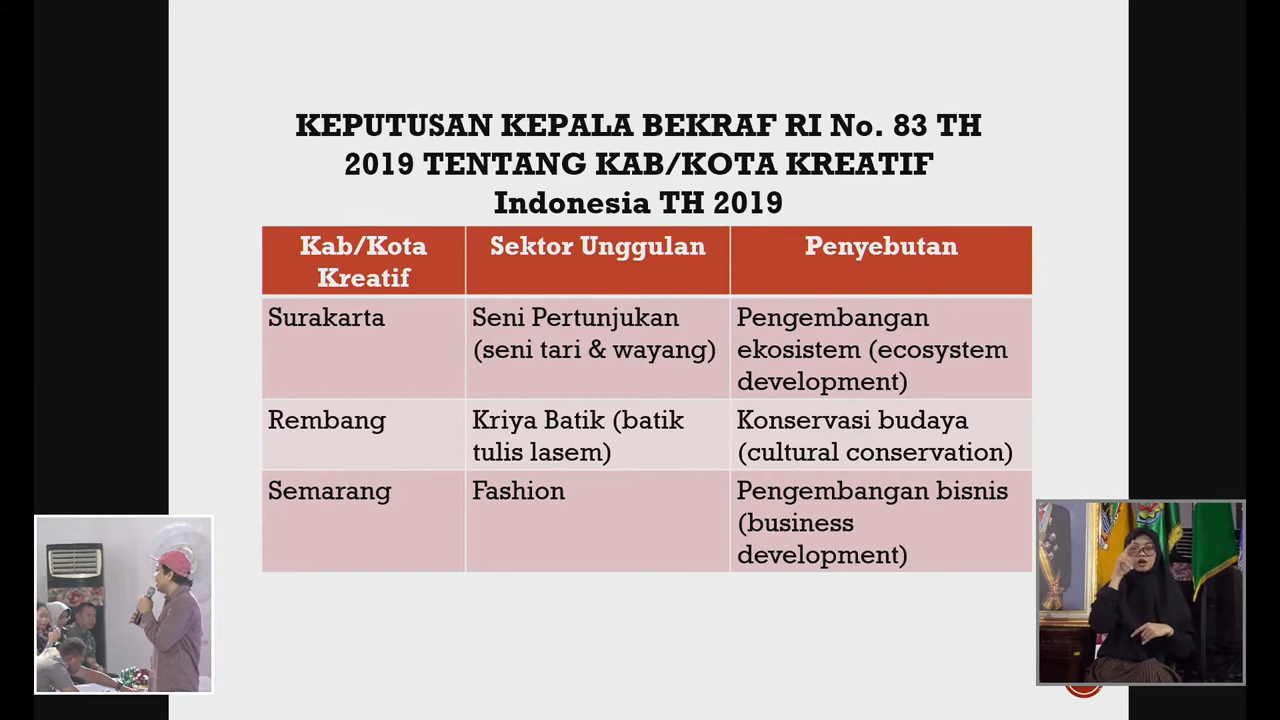 KEPUTUSAN KEPALA BEKRAF RI No. 83 TH
2019 TENTANG KAB/KOTA KREATIF
Indonesia TH 2019
Kab/Kota
Kreatif
Sektor Unggulan
Penyebutan
Surakarta
Seni Pertunjukan
(seni tari & wayang)
Pengembangan
ekosistem (ecosystem
development)
Rembang
Kriya Batik (batik
tulis lasem)
Konservasi budaya
(cultural conservation)
Semarang
Fashion
Pengembangan bisnis
(business
development)